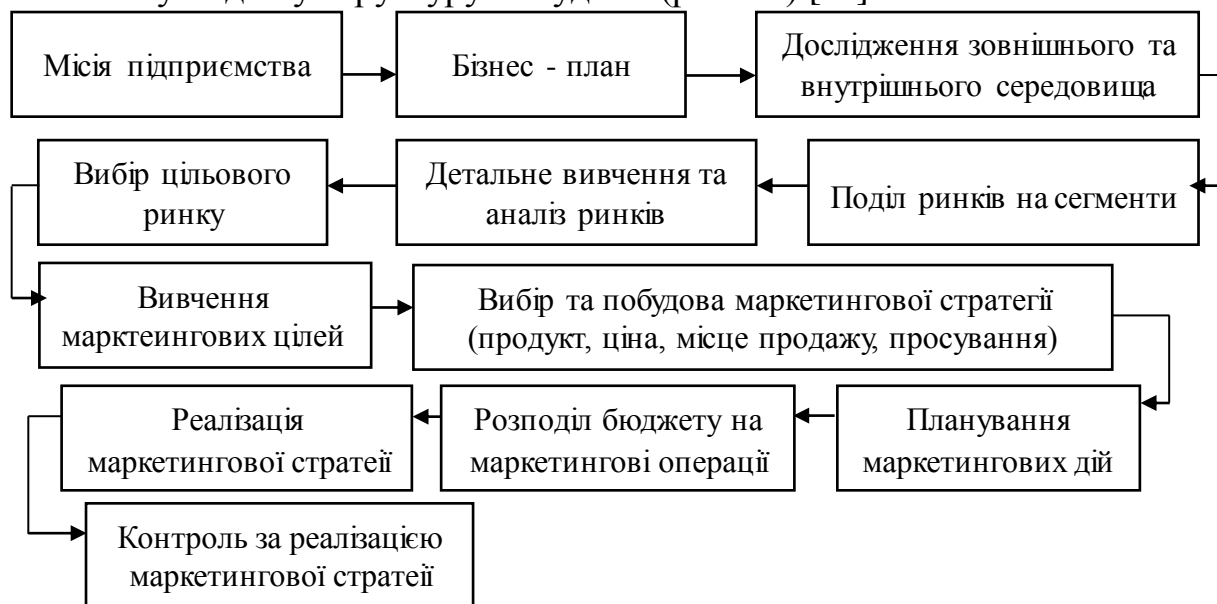 Місія підприємства
Бізнес - план
Дослідження зовнішнього та
внутрішнього середовища
Вибір цільового
ринку
Детальне вивчення та
аналіз ринків
Поділ ринків на сегменти
Вивчення
марктеингових цілей
Вибір та побудова маркетингової стратегії
(продукт, ціна, місце продажу, просування)
Реалізація
маркетингової стратеії
Розподіл бюджету на
маркетингові операції
Планування
маркетингових дій
Контроль за реалізацією
маркетингової стратеії